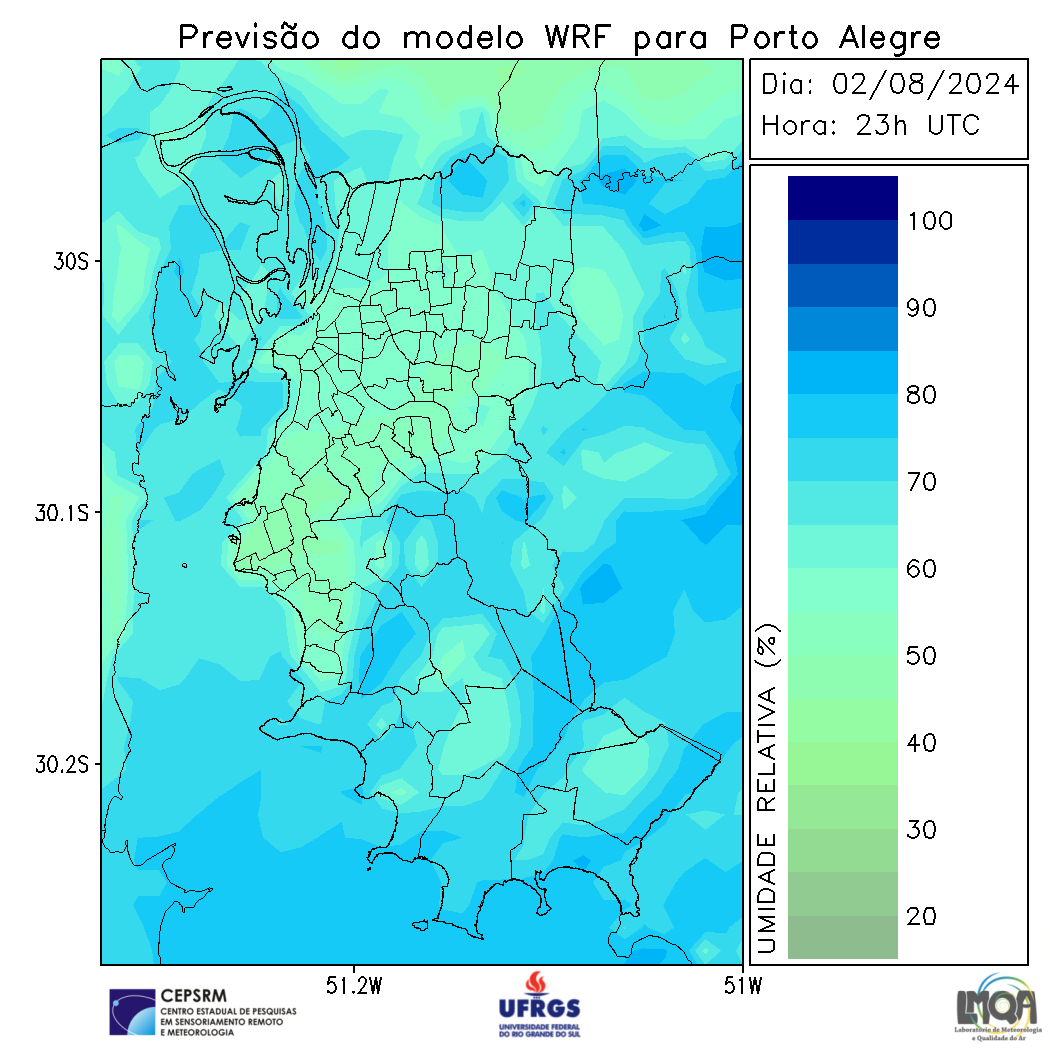 Previsão do modelo WRF para Porto Alegre
Dia: 02/08/2024
Hora: 23h UTC
30S
30.1S
30.2S
51.2W
51W
100
90
80
70
60
50
40
30
20
UMIDADE RELATIVA (%)
CEPSRM
CENTRO ESTADUAL DE PESQUISAS
EM SENSORIAMENTO REMOTO
E METEOROLOGIA
UFRGS
UNIVERSIDADE FEDERAL
DO RIO GRANDE DO SUL
LMQA
Laboratório de Meteorologia
e Qualidade do Ar